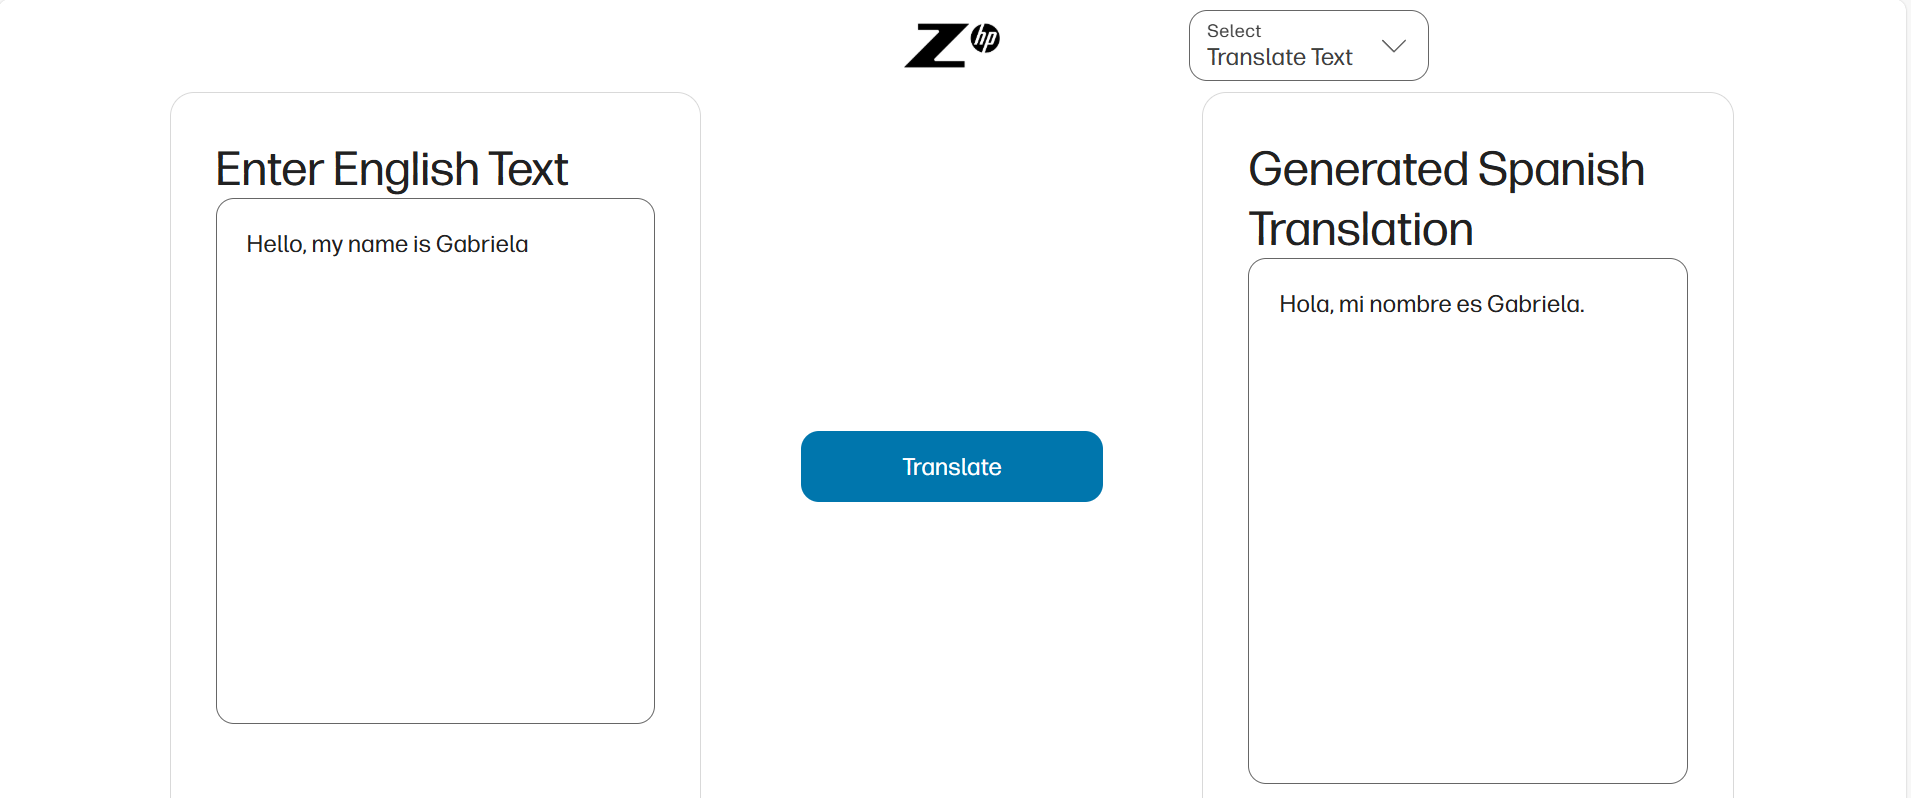 Z hp
Select
Translate Text
Enter English Text
Hello, my name is Gabriela
Translate
Generated Spanish
Translation
Hola, mi nombre es Gabriela.